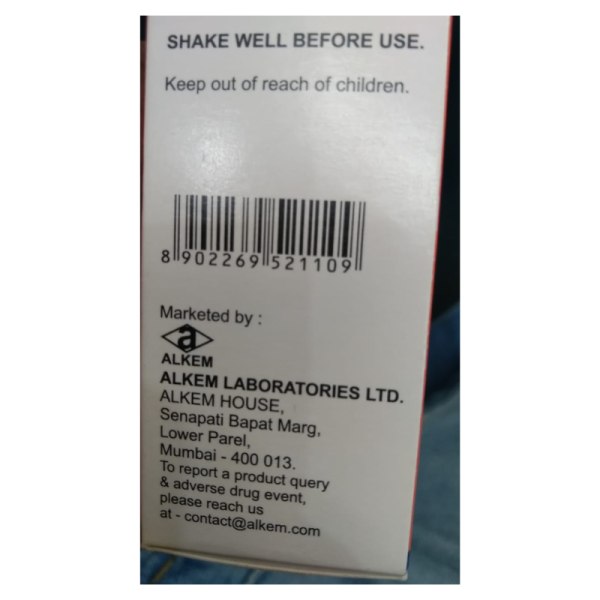 SHAKE WELL BEFORE USE.
Keep out of reach of children.
8 902269 521109
Marketed by :
a
ALKEM
ALKEM LABORATORIES LTD.
ALKEM HOUSE,
Senapati Bapat Marg,
Lower Parel,
Mumbai - 400 013.
To report a product query
& adverse drug event,
please reach us
at - contact@alkem.com